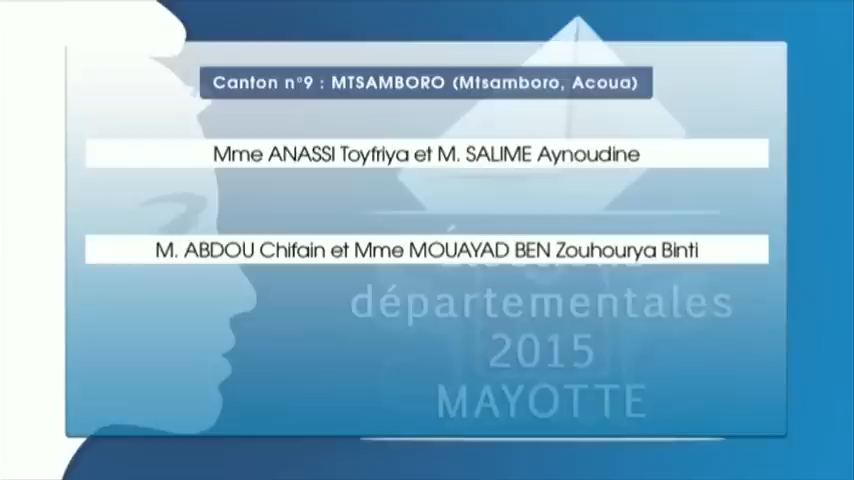 Canton n°9 : MTSAMBORO (Mtsamboro, Acoua)
Mme ANASSI Toyfriya et M. SALIME Aynoudine
M. ABDOU Chifain et Mme MOUAYAD BEN Zouhourya Binti
départementales
2015
MAYOTTE